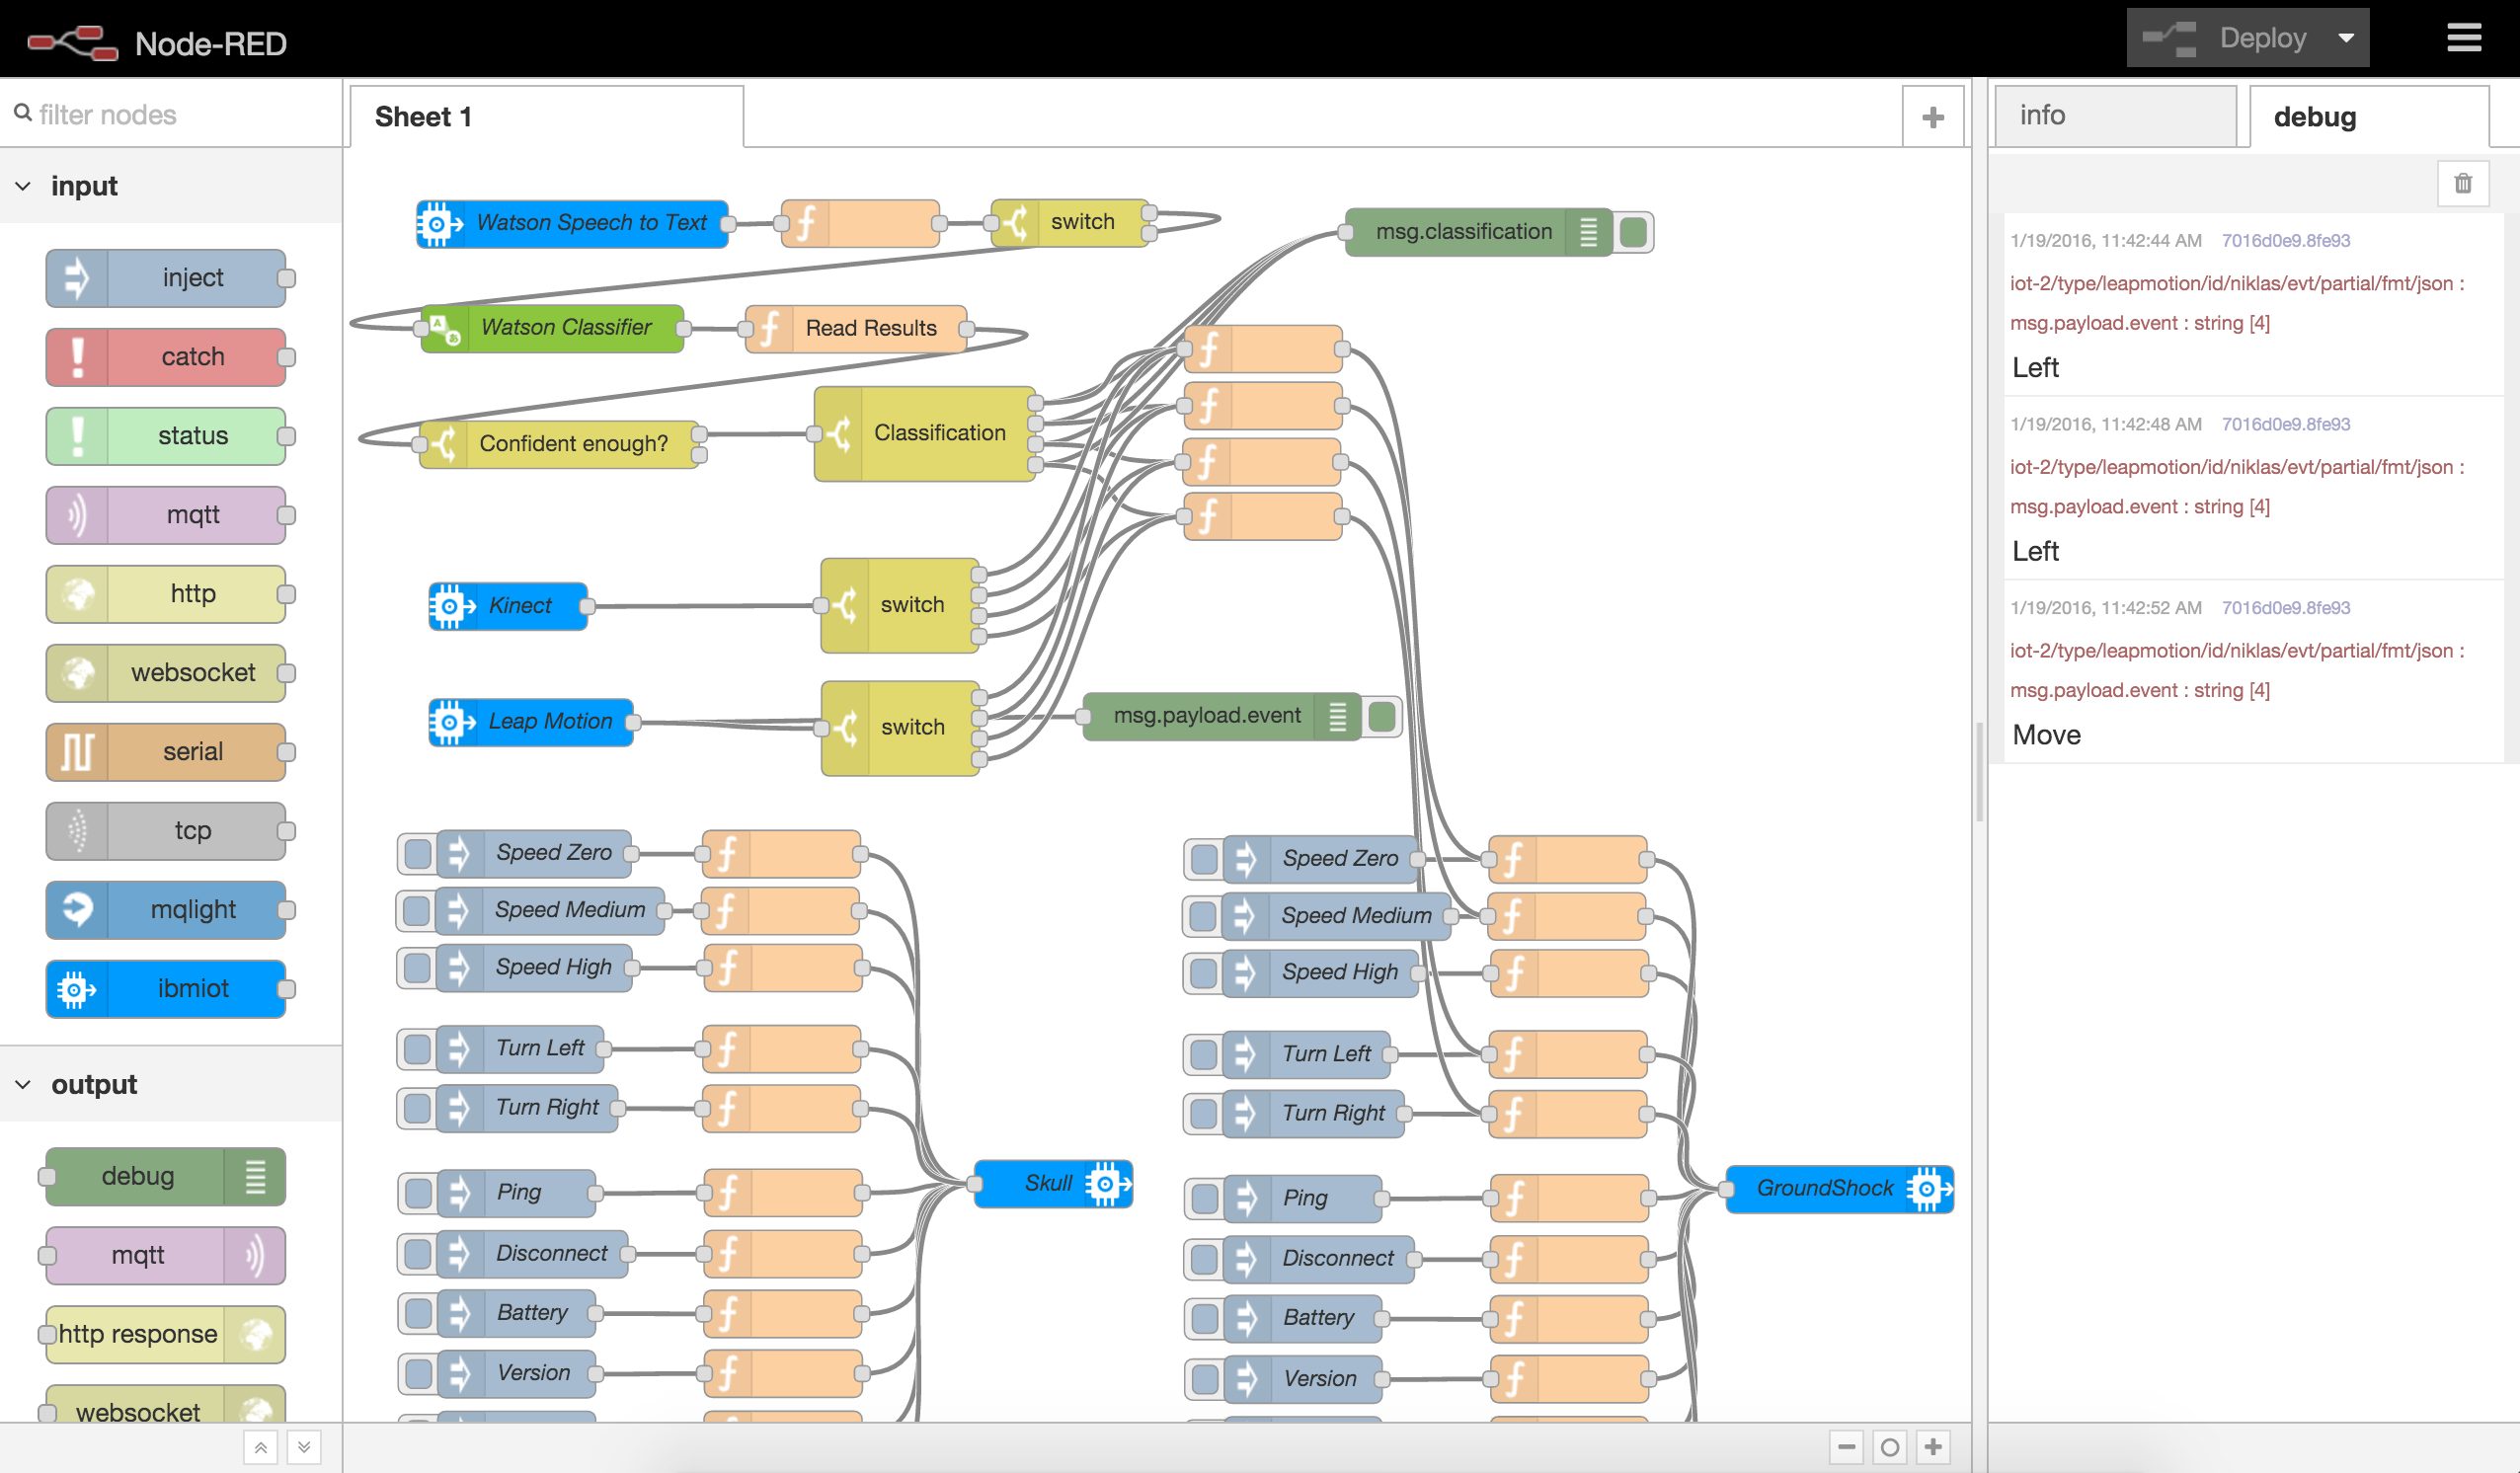 Node-RED
Deploy
filter nodes
Sheet 1
info
debug
input
inject
catch
status
mqtt
http
websocket
serial
tcp
mqlight
ibmiot
output
debug
mqtt
http response
websocket
Watson Speech to Text
switch
msg.classification
Watson Classifier
Read Results
Confident enough?
Classification
Kinect
switch
Leap Motion
switch
msg.payload.event
Speed Zero
Speed Medium
Speed High
Turn Left
Turn Right
Ping
Disconnect
Battery
Version
Skull
Speed Zero
Speed Medium
Speed High
Turn Left
Turn Right
Ping
Disconnect
Battery
Version
GroundShock
1/19/2016, 11:42:44 AM 7016d0e9.8fe93
iot-2/type/leapmotion/id/niklas/evt/partial/fmt/json :
msg.payload.event : string [4]
Left
1/19/2016, 11:42:48 AM 7016d0e9.8fe93
iot-2/type/leapmotion/id/niklas/evt/partial/fmt/json :
msg.payload.event : string [4]
Left
1/19/2016, 11:42:52 AM 7016d0e9.8fe93
iot-2/type/leapmotion/id/niklas/evt/partial/fmt/json :
msg.payload.event : string [4]
Move